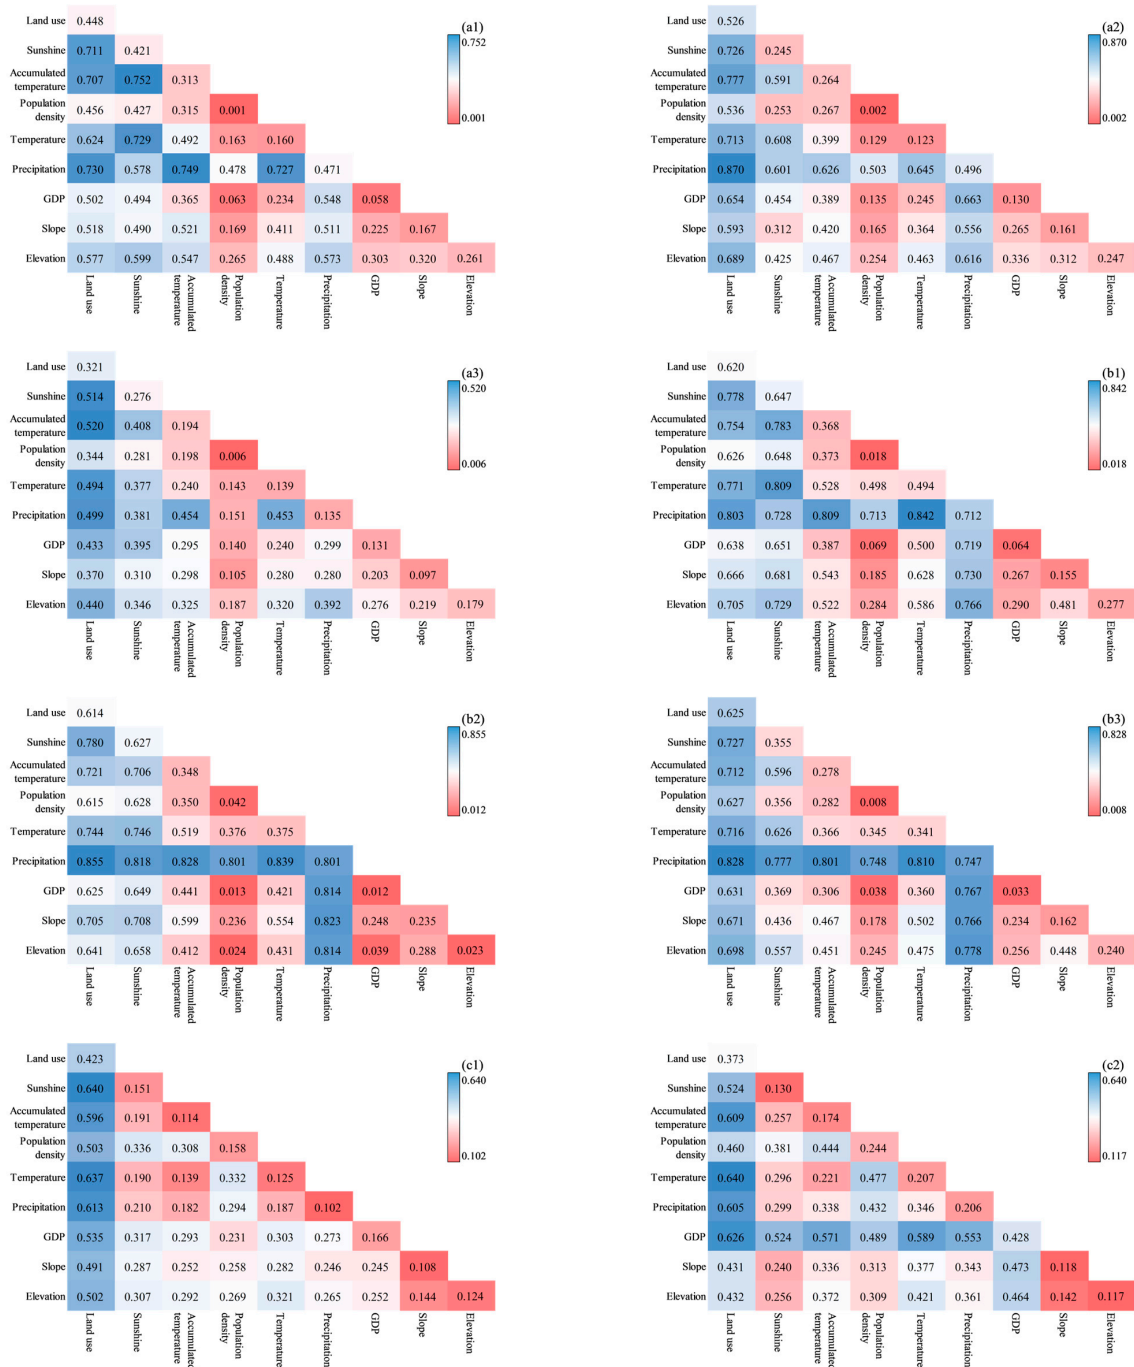 Land use 0.448 (a1)
Sunshine 0.711 0.421 0.752
Accumulated temperature 0.707 0.752 0.313
Population density 0.456 0.427 0.315 0.001 0.001
Temperature 0.624 0.729 0.492 0.163 0.160
Precipitation 0.730 0.578 0.749 0.478 0.727 0.471
GDP 0.502 0.494 0.365 0.063 0.234 0.548 0.058
Slope 0.518 0.490 0.521 0.169 0.411 0.511 0.225 0.167
Elevation 0.577 0.599 0.547 0.265 0.488 0.573 0.303 0.320 0.261
Land use Sunshine Accumulated temperature Population density Temperature Precipitation GDP Slope Elevation
Land use 0.526 (a2)
Sunshine 0.726 0.245 0.870
Accumulated temperature 0.777 0.591 0.264
Population density 0.536 0.253 0.267 0.002 0.002
Temperature 0.713 0.608 0.399 0.129 0.123
Precipitation 0.870 0.601 0.626 0.503 0.645 0.496
GDP 0.654 0.454 0.389 0.135 0.245 0.663 0.130
Slope 0.593 0.312 0.420 0.165 0.364 0.556 0.265 0.161
Elevation 0.689 0.425 0.467 0.254 0.463 0.616 0.336 0.312 0.247
Land use Sunshine Accumulated temperature Population density Temperature Precipitation GDP Slope Elevation
Land use 0.321 (a3)
Sunshine 0.514 0.276 0.520
Accumulated temperature 0.520 0.408 0.194
Population density 0.344 0.281 0.198 0.006 0.006
Temperature 0.494 0.377 0.240 0.143 0.139
Precipitation 0.499 0.381 0.454 0.151 0.453 0.135
GDP 0.433 0.395 0.295 0.140 0.240 0.299 0.131
Slope 0.370 0.310 0.298 0.105 0.280 0.280 0.203 0.097
Elevation 0.440 0.346 0.325 0.187 0.320 0.392 0.276 0.219 0.179
Land use Sunshine Accumulated temperature Population density Temperature Precipitation GDP Slope Elevation
Land use 0.620 (b1)
Sunshine 0.778 0.647 0.842
Accumulated temperature 0.754 0.783 0.368
Population density 0.626 0.648 0.373 0.018 0.018
Temperature 0.771 0.809 0.528 0.498 0.494
Precipitation 0.803 0.728 0.809 0.713 0.842 0.712
GDP 0.638 0.651 0.387 0.069 0.500 0.719 0.064
Slope 0.666 0.681 0.543 0.185 0.628 0.730 0.267 0.155
Elevation 0.705 0.729 0.522 0.284 0.586 0.766 0.290 0.481 0.277
Land use Sunshine Accumulated temperature Population density Temperature Precipitation GDP Slope Elevation
Land use 0.614 (b2)
Sunshine 0.780 0.627 0.855
Accumulated temperature 0.721 0.706 0.348
Population density 0.615 0.628 0.350 0.042 0.012
Temperature 0.744 0.746 0.519 0.376 0.375
Precipitation 0.855 0.818 0.828 0.801 0.839 0.801
GDP 0.625 0.649 0.441 0.013 0.421 0.814 0.012
Slope 0.705 0.708 0.599 0.236 0.554 0.823 0.248 0.235
Elevation 0.641 0.658 0.412 0.024 0.431 0.814 0.039 0.288 0.023
Land use Sunshine Accumulated temperature Population density Temperature Precipitation GDP Slope Elevation
Land use 0.625 (b3)
Sunshine 0.727 0.355 0.828
Accumulated temperature 0.712 0.596 0.278
Population density 0.627 0.356 0.282 0.008 0.008
Temperature 0.716 0.626 0.366 0.345 0.341
Precipitation 0.828 0.777 0.801 0.748 0.810 0.747
GDP 0.631 0.369 0.306 0.038 0.360 0.767 0.033
Slope 0.671 0.436 0.467 0.178 0.502 0.766 0.234 0.162
Elevation 0.698 0.557 0.451 0.245 0.475 0.778 0.256 0.448 0.240
Land use Sunshine Accumulated temperature Population density Temperature Precipitation GDP Slope Elevation
Land use 0.423 (c1)
Sunshine 0.640 0.151 0.640
Accumulated temperature 0.596 0.191 0.114
Population density 0.503 0.336 0.308 0.158 0.102
Temperature 0.637 0.190 0.139 0.332 0.125
Precipitation 0.613 0.210 0.182 0.294 0.187 0.102
GDP 0.535 0.317 0.293 0.231 0.303 0.273 0.166
Slope 0.491 0.287 0.252 0.258 0.282 0.246 0.245 0.108
Elevation 0.502 0.307 0.292 0.269 0.321 0.265 0.252 0.144 0.124
Land use Sunshine Accumulated temperature Population density Temperature Precipitation GDP Slope Elevation
Land use 0.373 (c2)
Sunshine 0.524 0.130 0.640
Accumulated temperature 0.609 0.257 0.174
Population density 0.460 0.381 0.444 0.244 0.117
Temperature 0.640 0.296 0.221 0.477 0.207
Precipitation 0.605 0.299 0.338 0.432 0.346 0.206
GDP 0.626 0.524 0.571 0.489 0.589 0.553 0.428
Slope 0.431 0.240 0.336 0.313 0.377 0.343 0.473 0.118
Elevation 0.432 0.256 0.372 0.309 0.421 0.361 0.464 0.142 0.117
Land use Sunshine Accumulated temperature Population density Temperature Precipitation GDP Slope Elevation